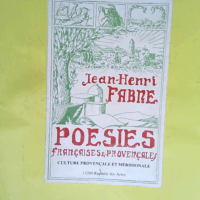 Jean-Henri
FABRE
POESIES
FRANÇAISES & PROVENÇALES
CULTURE PROVENÇALE ET MERIDIONALE